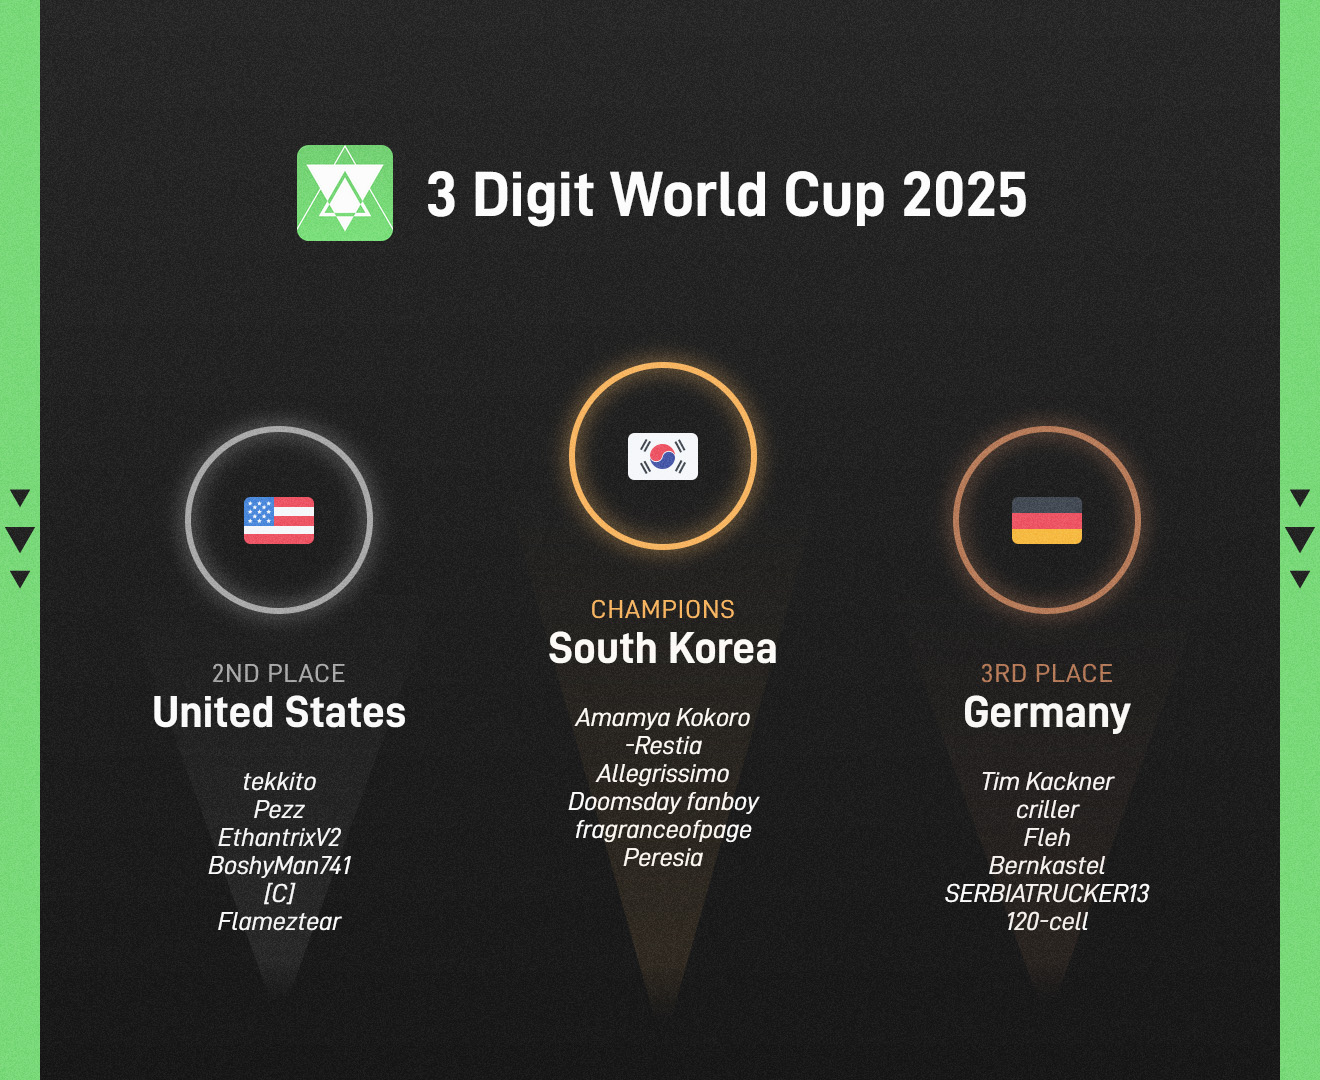 3 Digit World Cup 2025
2ND PLACE
United States
tekkito
Pezz
EthantrixV2
BoshyMan741
[C]
Flameztear
CHAMPIONS
South Korea
Amamya Kokoro
-Restia
Allegrissimo
Doomsday fanboy
fragranceofpage
Peresia
3RD PLACE
Germany
Tim Kackner
criller
Fleh
Bernkastel
SERBIATRUCKER13
120-cell